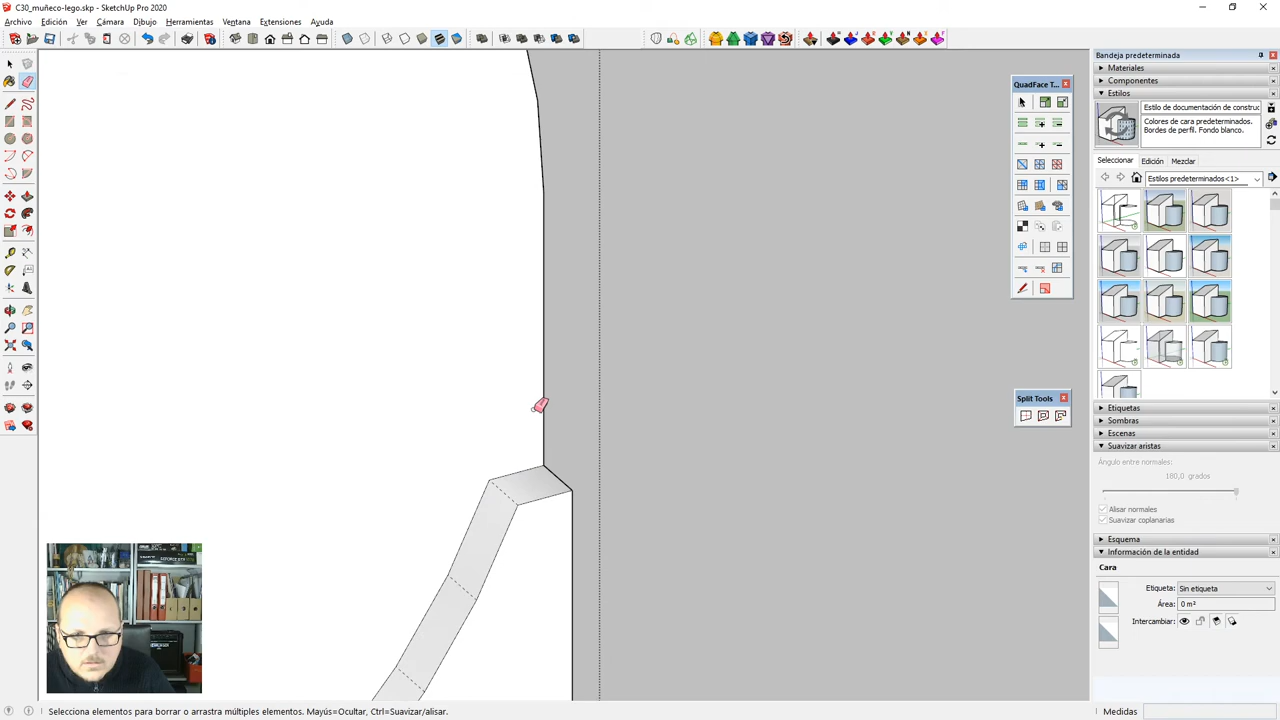 C30_muñeco-lego.skp - SketchUp Pro 2020
Archivo Edición Ver Cámara Dibujo Herramientas Ventana Extensiones Ayuda
Bandeja predeterminada
Materiales
Componentes
Estilos
Estilo de documentación de construc
Colores de cara predeterminados.
Bordes de perfil. Fondo blanco.
Seleccionar Edición Mezclar
Estilos predeterminados<1>
QuadFace T...
Split Tools
Etiquetas
Sombras
Escenas
Suavizar aristas
Ángulo entre normales:
180,0 grados
Alisar normales
Suavizar coplanarias
Esquema
Información de la entidad
Cara
Etiqueta: Sin etiqueta
Área: 0 m²
Intercambiar:
Selecciona elementos para borrar o arrastra múltiples elementos. Mayús=Ocultar, Ctrl=Suavizar/alisar.
Medidas